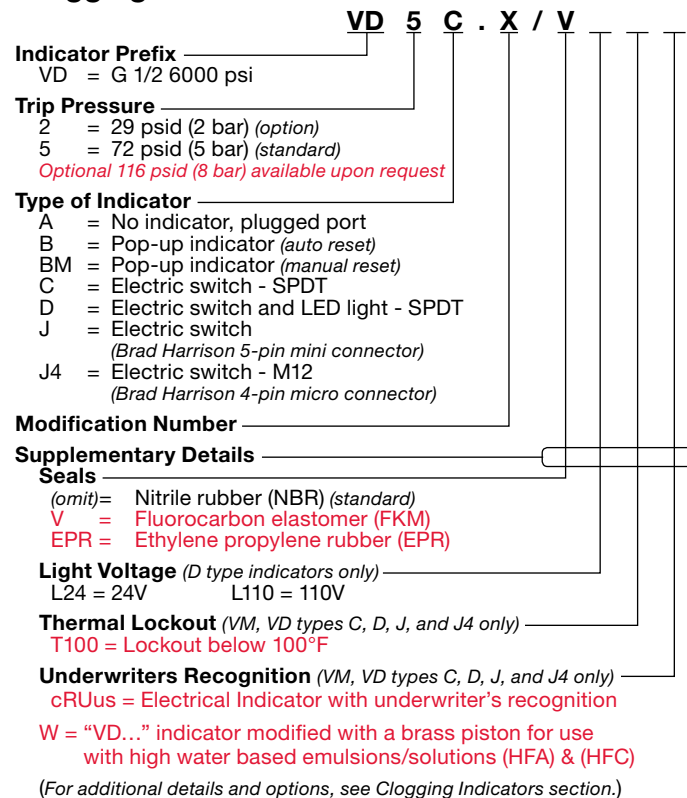 VD 5 C . X / V
Indicator Prefix
VD = G 1/2 6000 psi
Trip Pressure
2 = 29 psid (2 bar) (option)
5 = 72 psid (5 bar) (standard)
Optional 116 psid (8 bar) available upon request
Type of Indicator
A = No indicator, plugged port
B = Pop-up indicator (auto reset)
BM = Pop-up indicator (manual reset)
C = Electric switch - SPDT
D = Electric switch and LED light - SPDT
J = Electric switch
(Brad Harrison 5-pin mini connector)
J4 = Electric switch - M12
(Brad Harrison 4-pin micro connector)
Modification Number
Supplementary Details
Seals
(omit)= Nitrile rubber (NBR) (standard)
V = Fluorocarbon elastomer (FKM)
EPR = Ethylene propylene rubber (EPR)
Light Voltage (D type indicators only)
L24 = 24V L110 = 110V
Thermal Lockout (VM, VD types C, D, J, and J4 only)
T100 = Lockout below 100°F
Underwriters Recognition (VM, VD types C, D, J, and J4 only)
cRUus = Electrical Indicator with underwriter's recognition
W = “VD…” indicator modified with a brass piston for use
with high water based emulsions/solutions (HFA) & (HFC)
(For additional details and options, see Clogging Indicators section.)